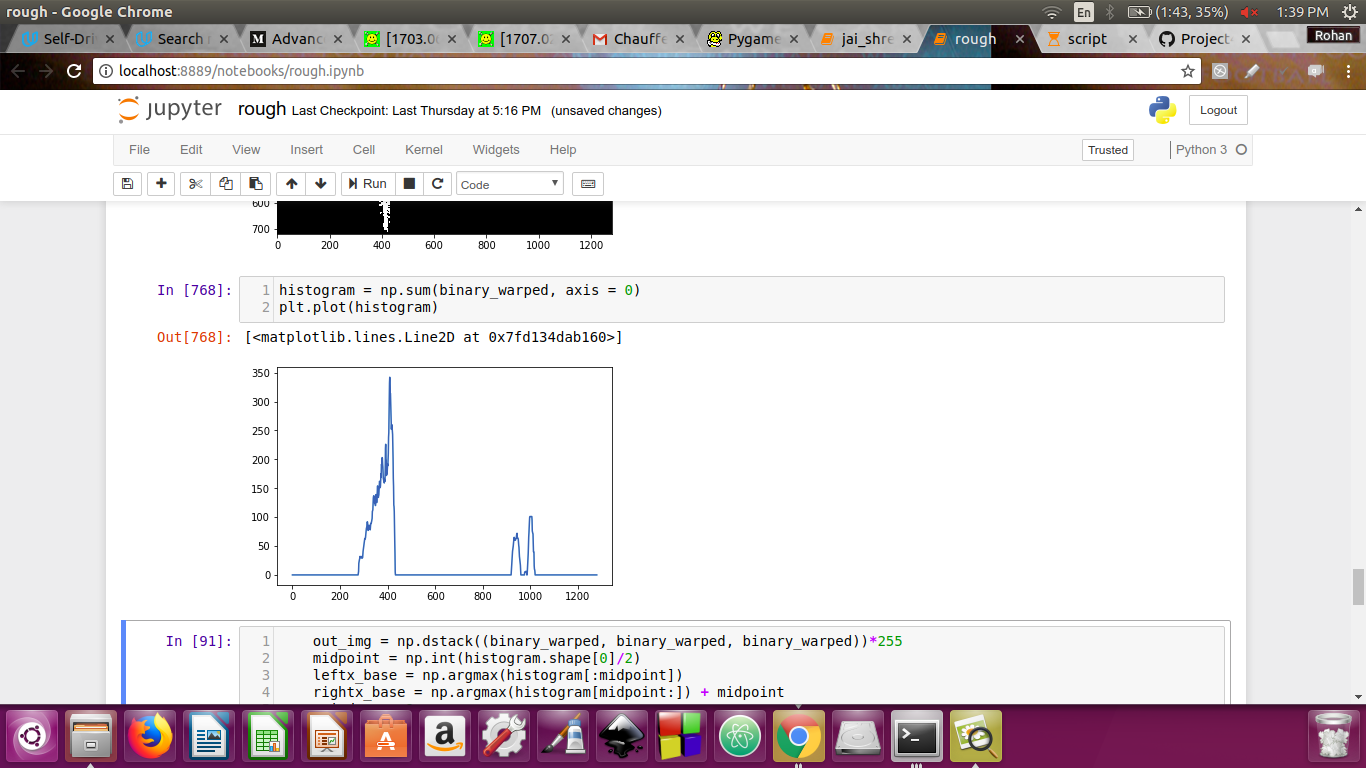 rough - Google Chrome
En
(1:43, 35%)
1:39 PM
Self-Dri
Search
M Advanc
[1703.0
[1707.02
Chauffe
Pygame
jai_shre
rough
script
Project
Rohan
localhost:8889/notebooks/rough.ipynb
jupyter rough Last Checkpoint: Last Thursday at 5:16 PM (unsaved changes)
Logout
File Edit View Insert Cell Kernel Widgets Help
Trusted
Python 3
Run
Code
600
700
0 200 400 600 800 1000 1200
In [768]:
1 histogram = np.sum(binary_warped, axis = 0)
2 plt.plot(histogram)
Out[768]: [<matplotlib.lines.Line2D at 0x7fd134dab160>]
350
300
250
200
150
100
50
0
0 200 400 600 800 1000 1200
In [91]:
1 out_img = np.dstack((binary_warped, binary_warped, binary_warped))*255
2 midpoint = np.int(histogram.shape[0]/2)
3 leftx_base = np.argmax(histogram[:midpoint])
4 rightx_base = np.argmax(histogram[midpoint:]) + midpoint